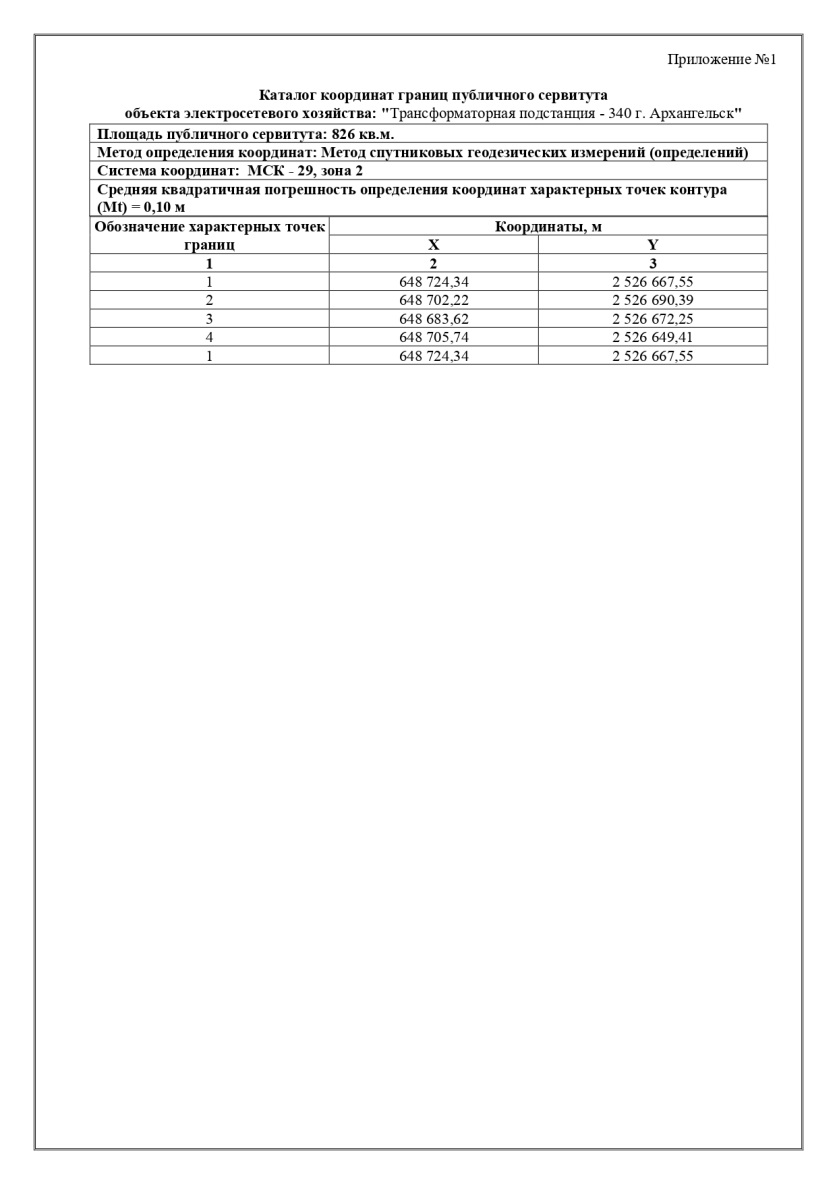 Приложение №1
Каталог координат границ публичного сервитута
объекта электросетевого хозяйства: "Трансформаторная подстанция - 340 г. Архангельск"
Площадь публичного сервитута: 826 кв.м.
Метод определения координат: Метод спутниковых геодезических измерений (определений)
Система координат:  МСК - 29, зона 2
Средняя квадратичная погрешность определения координат характерных точек контура
(Mt) = 0,10 м
Обозначение характерных точек границ Координаты, м
X Y
1 2 3
1 648 724,34 2 526 667,55
2 648 702,22 2 526 690,39
3 648 683,62 2 526 672,25
4 648 705,74 2 526 649,41
1 648 724,34 2 526 667,55